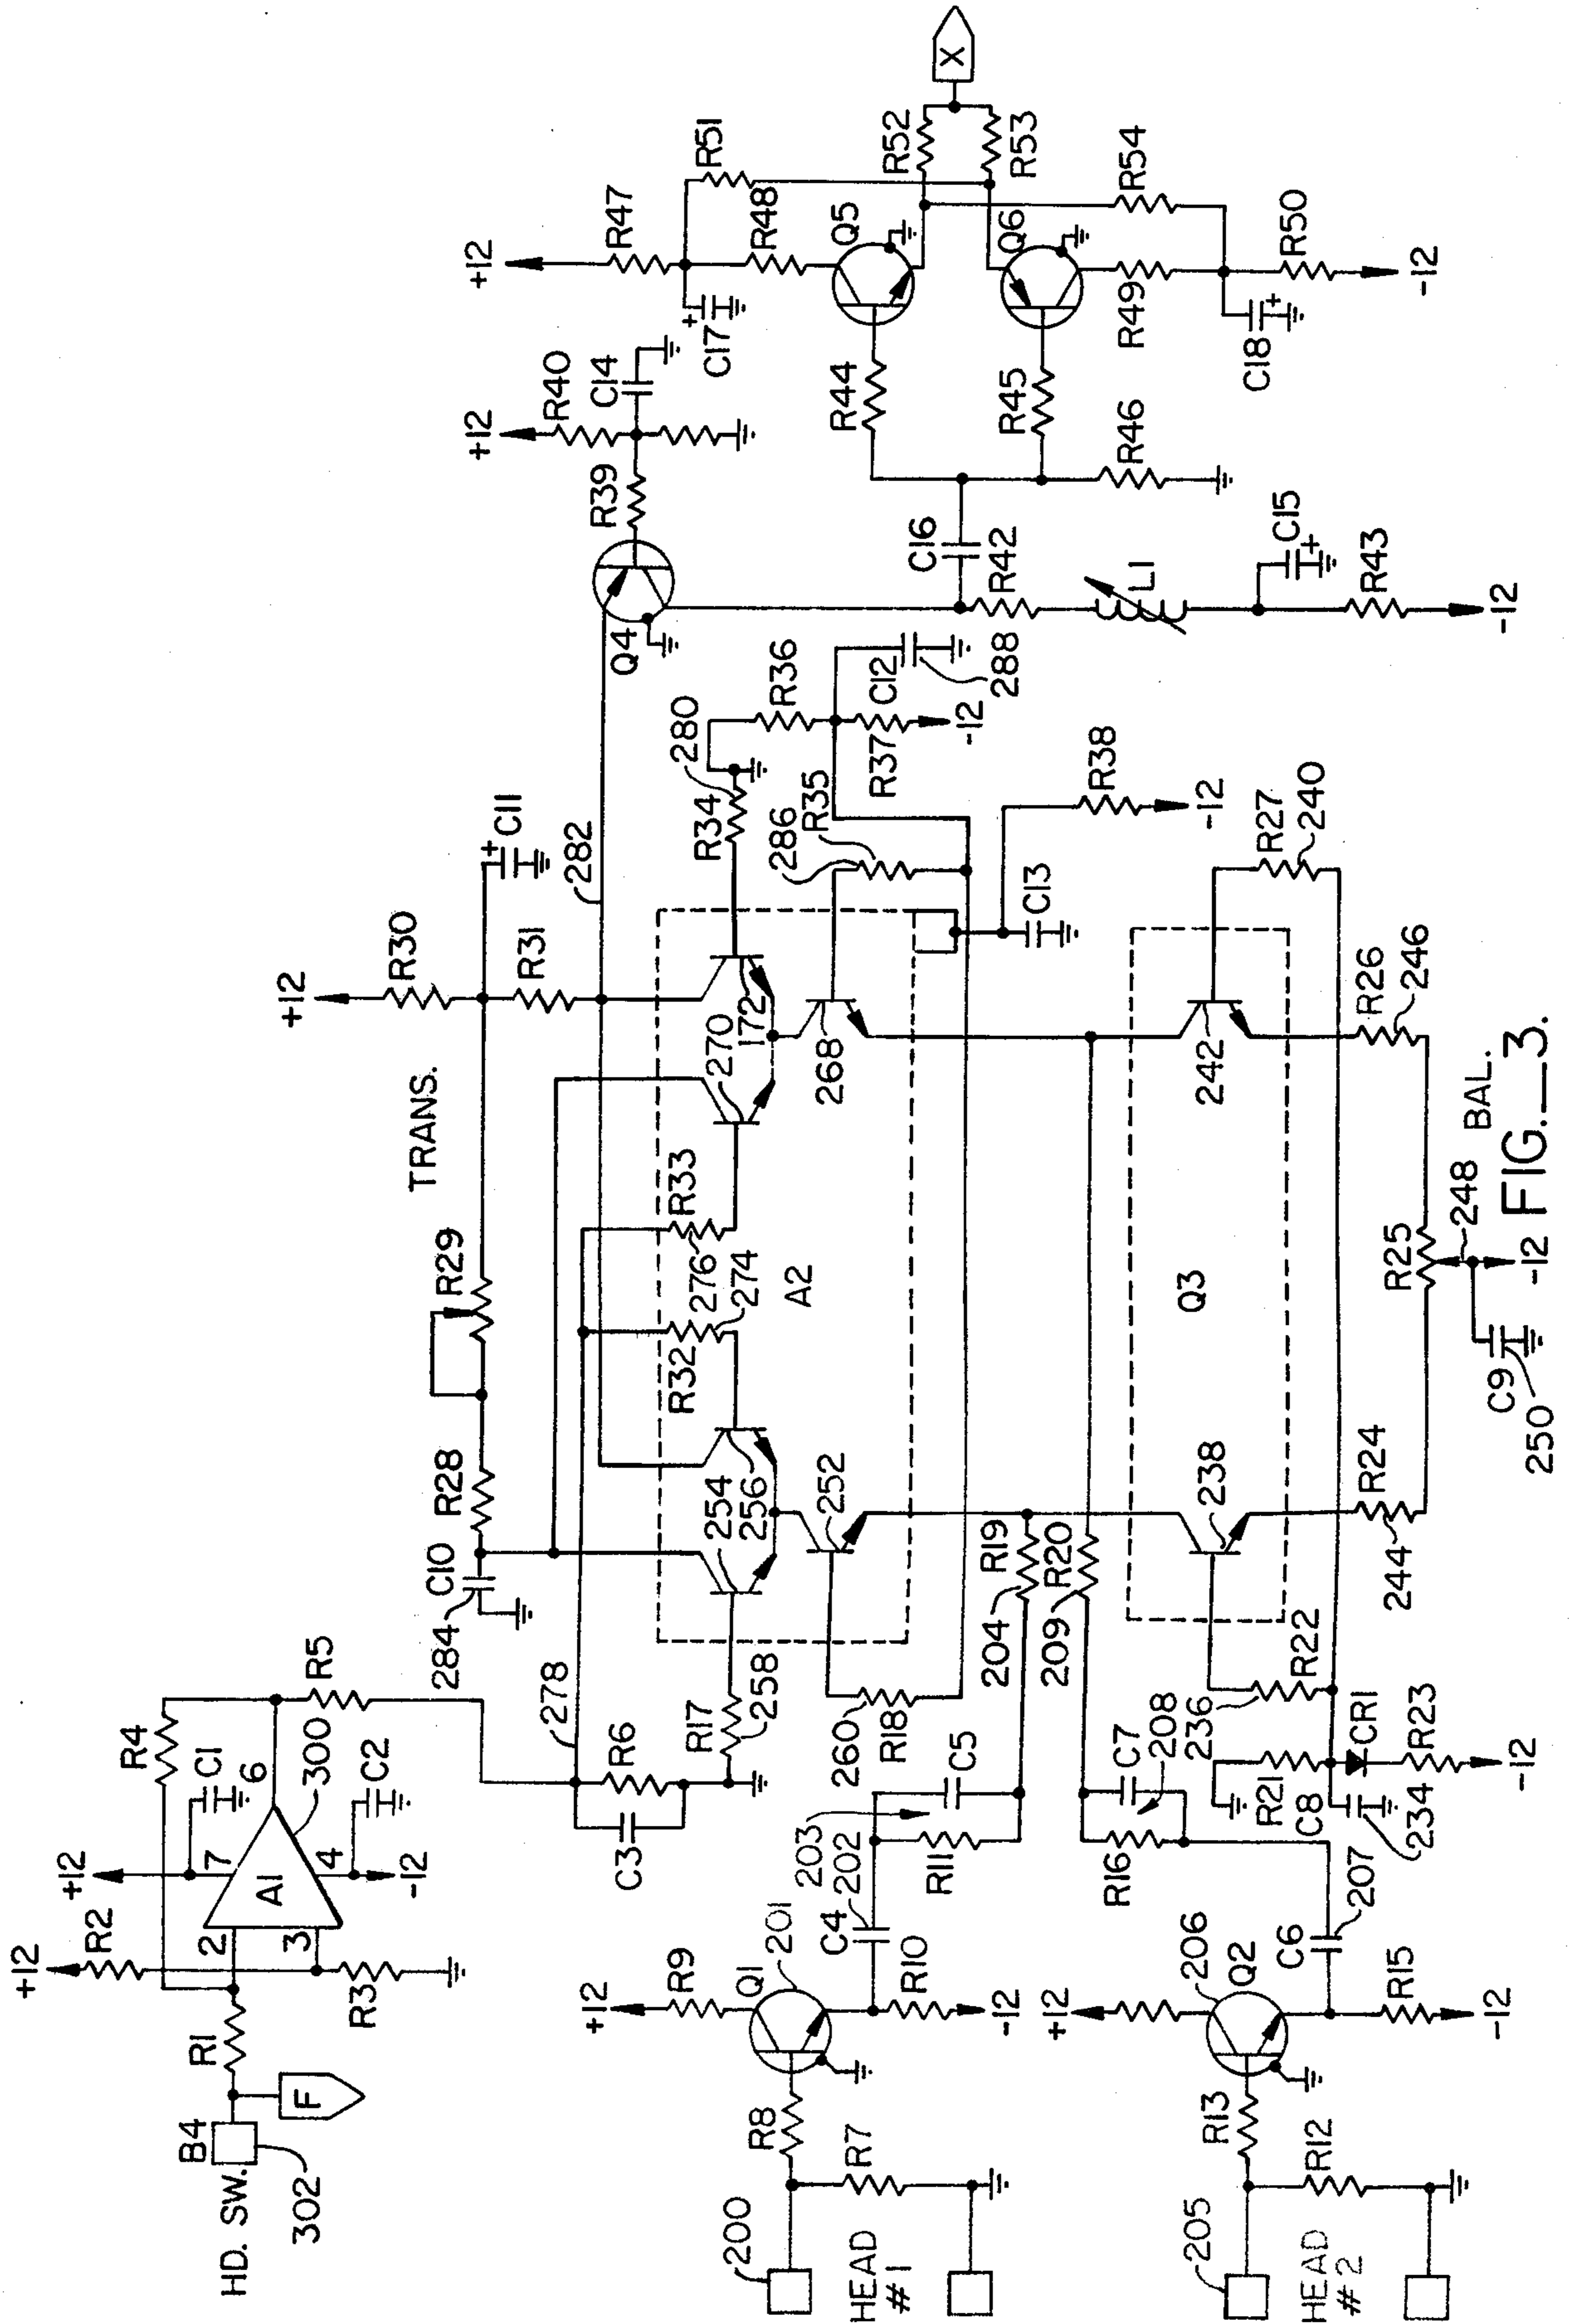 HD. SW.
B4
302
F
R1
+12
R2
R3
2
3
A1
7
4
6
+12
-12
C1
C2
300
R4
R5
278
C3
R6
R17
258
284
C10
R28
R29
TRANS.
+12
R30
R31
C11
282
254
256
252
R32
274
276
R33
A2
270
172
268
R34
280
R36
286
R35
R37
-12
C12
288
R38
-12
C13
260
R18
Q4
R39
+12
R40
C14
C16
R42
L1
C15
R43
-12
R44
R45
R46
+12
R47
C17
R48
R51
Q5
Q6
R49
C18
R50
-12
R52
R53
R54
X
200
HEAD
#1
R8
R7
+12
R9
Q1
201
R10
-12
C4
202
203
R11
C5
204
R19
209
R20
205
HEAD
#2
R13
R12
+12
206
Q2
R15
-12
C6
207
R16
C7
208
236
R22
R21
C8
234
CR1
R23
-12
238
Q3
242
R27
240
R24
244
R25
R26
246
248
-12
BAL.
C9
250
FIG._3.